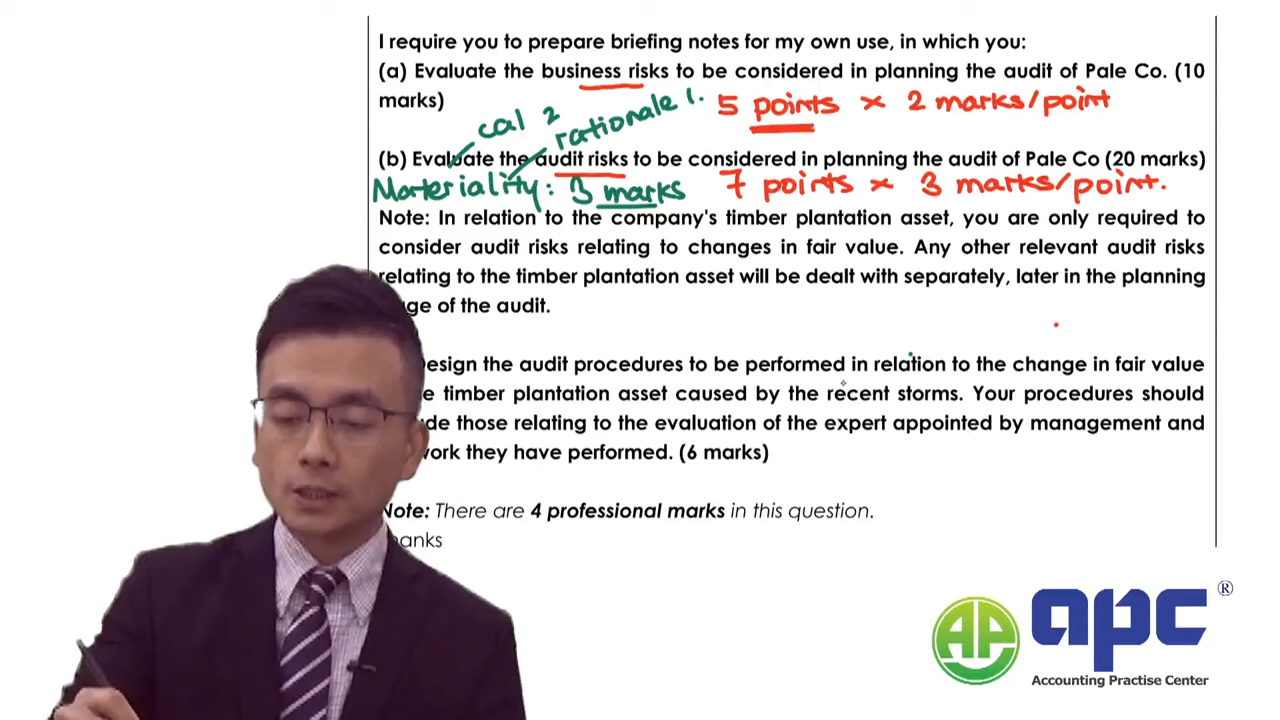 I require you to prepare briefing notes for my own use, in which you:
(a) Evaluate the business risks to be considered in planning the audit of Pale Co. (10
marks)
5 points × 2 marks/point
cal 2
rationale 1.
(b) Evaluate the audit risks to be considered in planning the audit of Pale Co (20 marks)
Materiality: 3 marks
7 points × 3 marks/point.
Note: In relation to the company's timber plantation asset, you are only required to
consider audit risks relating to changes in fair value. Any other relevant audit risks
relating to the timber plantation asset will be dealt with separately, later in the planning
ge of the audit.
esign the audit procedures to be performed in relation to the change in fair value
e timber plantation asset caused by the recent storms. Your procedures should
de those relating to the evaluation of the expert appointed by management and
work they have performed. (6 marks)
Note: There are 4 professional marks in this question.
anks
AP apc ®
Accounting Practise Center